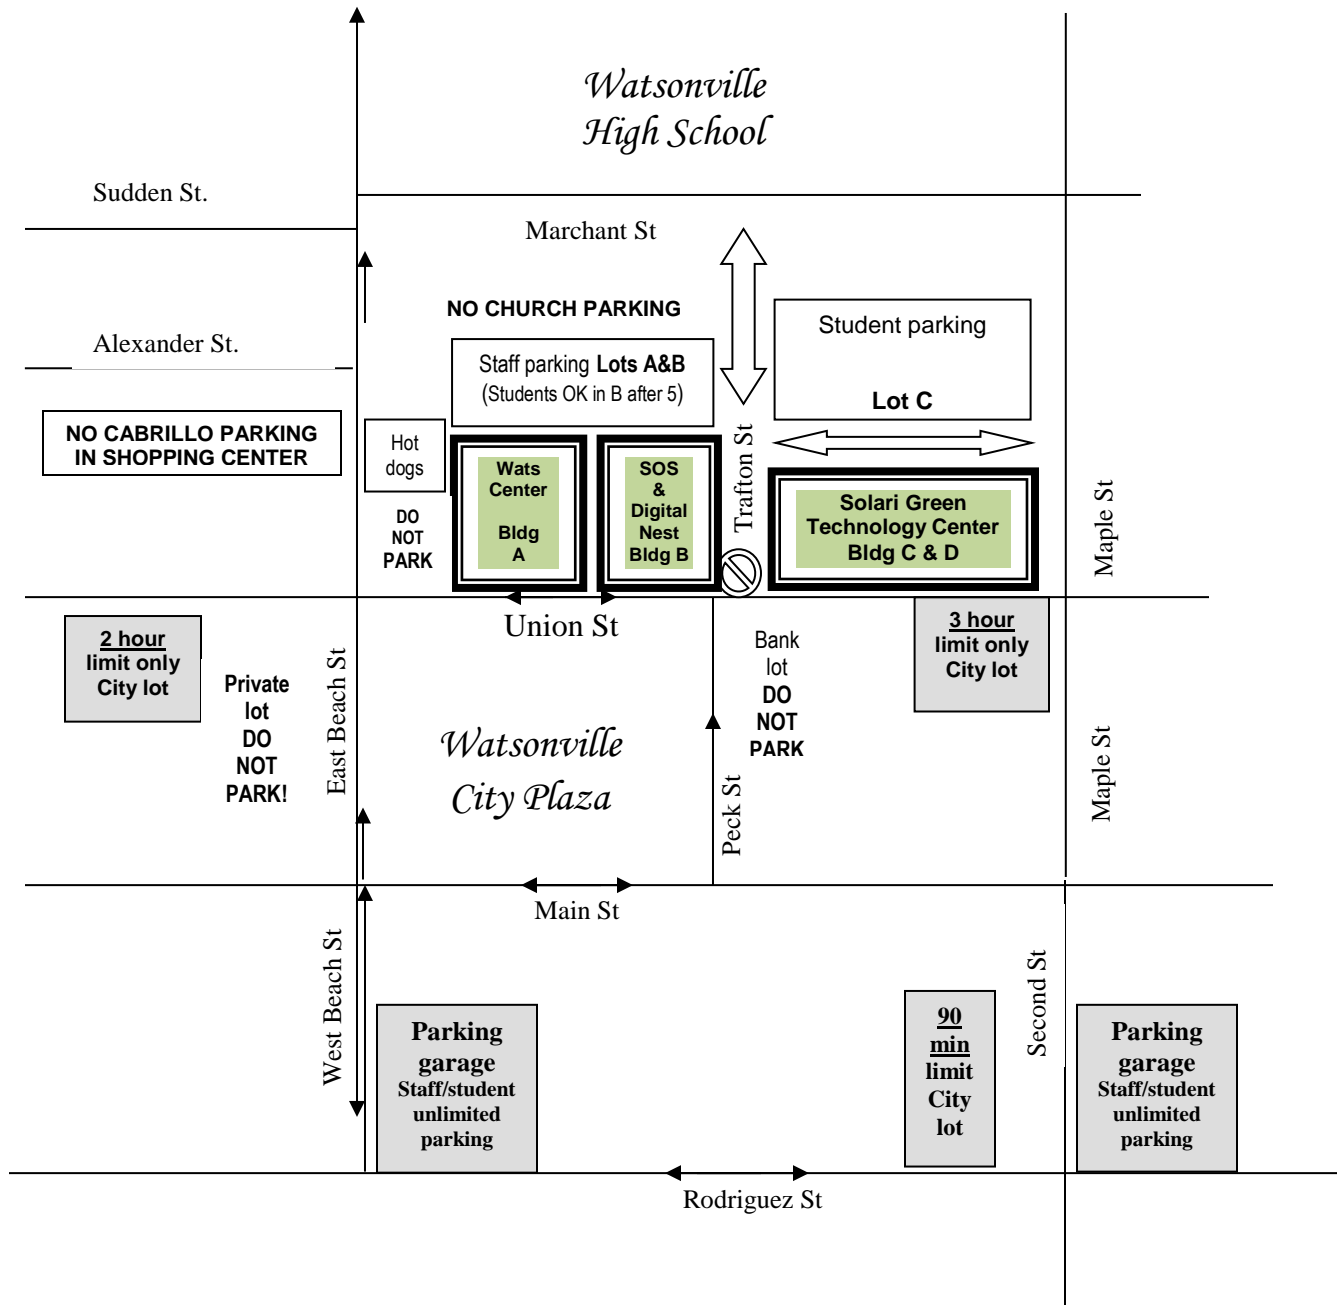 Watsonville
High School
Sudden St.
Marchant St
NO CHURCH PARKING
Alexander St.
Staff parking Lots A&B
(Students OK in B after 5)
Student parking
Lot C
NO CABRILLO PARKING
IN SHOPPING CENTER
Hot
dogs
DO
NOT
PARK
Wats
Center
Bldg
A
SOS
&
Digital
Nest
Bldg B
Trafton St
Solari Green
Technology Center
Bldg C & D
Maple St
Union St
2 hour
limit only
City lot
Private
lot
DO
NOT
PARK!
East Beach St
Watsonville
City Plaza
Peck St
Bank
lot
DO
NOT
PARK
3 hour
limit only
City lot
Maple St
Main St
West Beach St
Parking
garage
Staff/student
unlimited
parking
90
min
limit
City
lot
Second St
Parking
garage
Staff/student
unlimited
parking
Rodriguez St